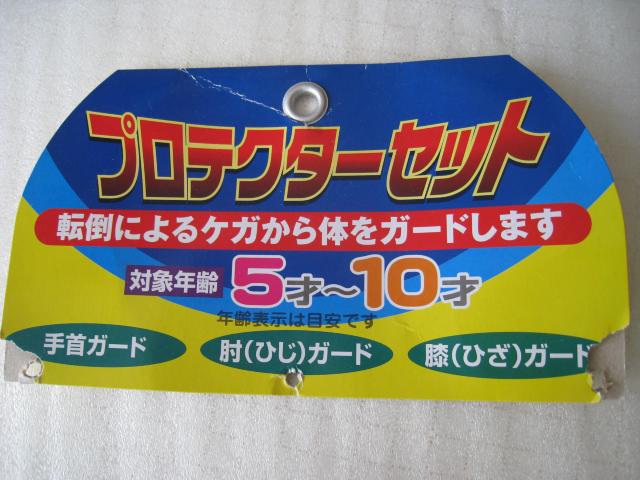 プロテクターセット
転倒によるケガから体をガードします
対象年齢 5才～10才
年齢表示は目安です
手首ガード 肘(ひじ)ガード 膝(ひざ)ガード